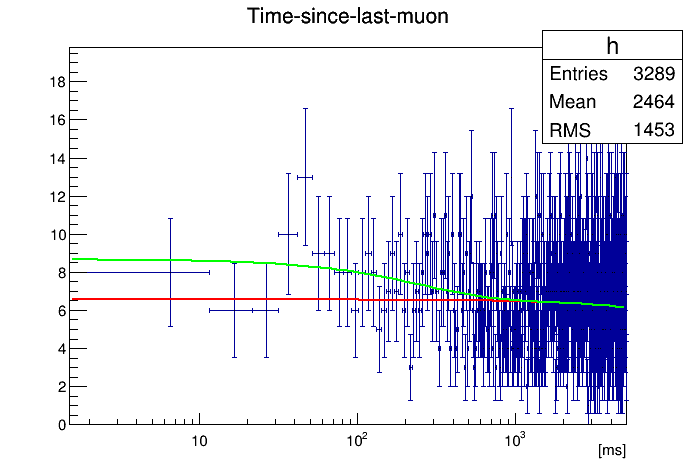 Time-since-last-muon
h
Entries 3289
Mean 2464
RMS 1453
18
16
14
12
10
8
6
4
2
0
10 10² 10³
[ms]